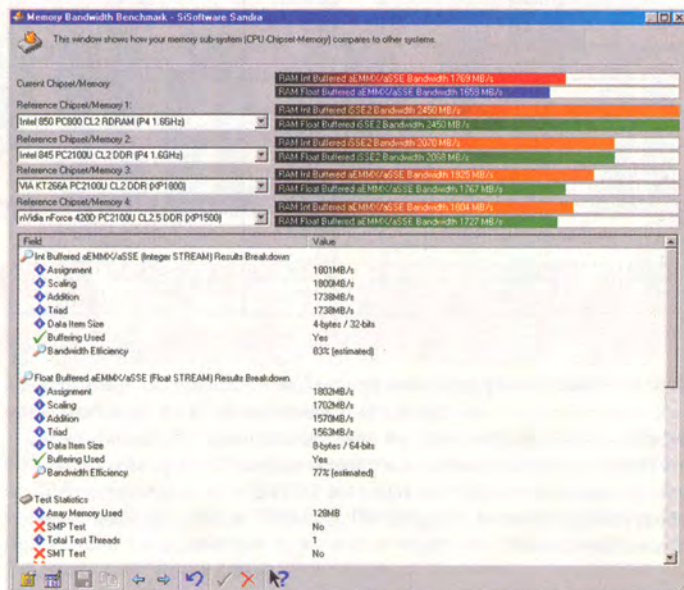 Memory Bandwidth Benchmark - SiSoftware Sandra
This window shows how your memory sub-system (CPU-Chipset-Memory) compares to other systems.
Current Chipset/Memory
RAM Int Buffered aEMMX/aSSE Bandwidth 1769 MB/s
RAM Float Buffered aEMMX/aSSE Bandwidth 1659 MB/s
Reference Chipset/Memory 1:
Intel 850 PC800 CL2 RDRAM (P4 1.6GHz)
RAM Int Buffered iSSE2 Bandwidth 2450 MB/s
RAM Float Buffered iSSE2 Bandwidth 2450 MB/s
Reference Chipset/Memory 2:
Intel 845 PC2100U CL2 DDR (P4 1.6GHz)
RAM Int Buffered iSSE2 Bandwidth 2070 MB/s
RAM Float Buffered iSSE2 Bandwidth 2068 MB/s
Reference Chipset/Memory 3:
VIA KT266A PC2100U CL2 DDR (XP1800)
RAM Int Buffered aEMMX/aSSE Bandwidth 1925 MB/s
RAM Float Buffered aEMMX/aSSE Bandwidth 1767 MB/s
Reference Chipset/Memory 4:
nVidia nForce 420D PC2100U CL2.5 DDR (XP1500)
RAM Int Buffered aEMMX/aSSE Bandwidth 1804 MB/s
RAM Float Buffered aEMMX/aSSE Bandwidth 1727 MB/s
Field Value
Int Buffered aEMMX/aSSE (Integer STREAM) Results Breakdown
Assignment 1801MB/s
Scaling 1800MB/s
Addition 1738MB/s
Triad 1738MB/s
Data Item Size 4-bytes / 32-bits
Buffering Used Yes
Bandwidth Efficiency 83% (estimated)
Float Buffered aEMMX/aSSE (Float STREAM) Results Breakdown
Assignment 1802MB/s
Scaling 1702MB/s
Addition 1570MB/s
Triad 1563MB/s
Data Item Size 8-bytes / 64-bits
Buffering Used Yes
Bandwidth Efficiency 77% (estimated)
Test Statistics
Array Memory Used 128MB
SMP Test No
Total Test Threads 1
SMT Test No